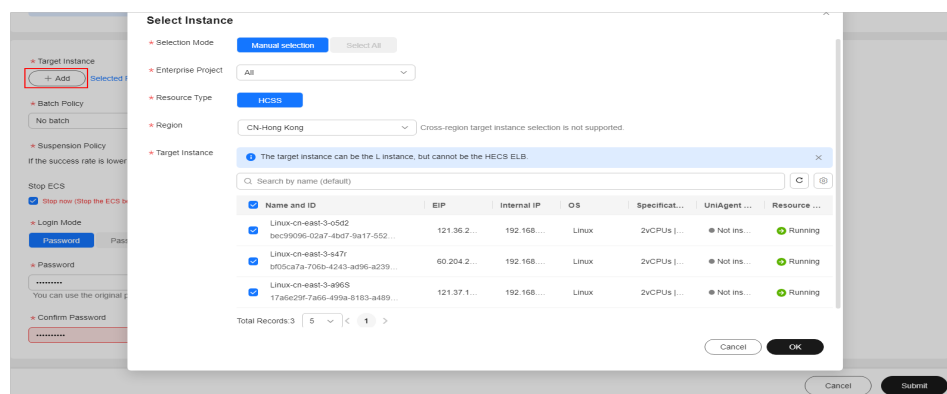 Select Instance
* Selection Mode
Manual selection
Select All
* Enterprise Project
All
* Resource Type
HCSS
* Region
CN-Hong Kong
Cross-region target instance selection is not supported.
* Target Instance
The target instance can be the L instance, but cannot be the HECS ELB.
Search by name (default)
Name and ID EIP Internal IP OS Specificat... UniAgent ... Resource ...
Linux-cn-east-3-o5d2
bec99096-02a7-4bd7-9a17-552... 121.36.2... 192.168.... Linux 2vCPUs |... Not ins... Running
Linux-cn-east-3-s47r
bf05ca7a-706b-4243-ad96-a239... 60.204.2... 192.168.... Linux 2vCPUs |... Not ins... Running
Linux-cn-east-3-a96S
17a6e29f-7a66-499a-8183-a489... 121.37.1... 192.168.... Linux 2vCPUs |... Not ins... Running
Total Records:3 5 < 1 >
Cancel OK
* Target Instance
+ Add
Selected
* Batch Policy
No batch
* Suspension Policy
If the success rate is lower
Stop ECS
Stop now (Stop the ECS
* Login Mode
Password
* Password
•••••••••
You can use the original
* Confirm Password
••••••••••
Cancel Submit